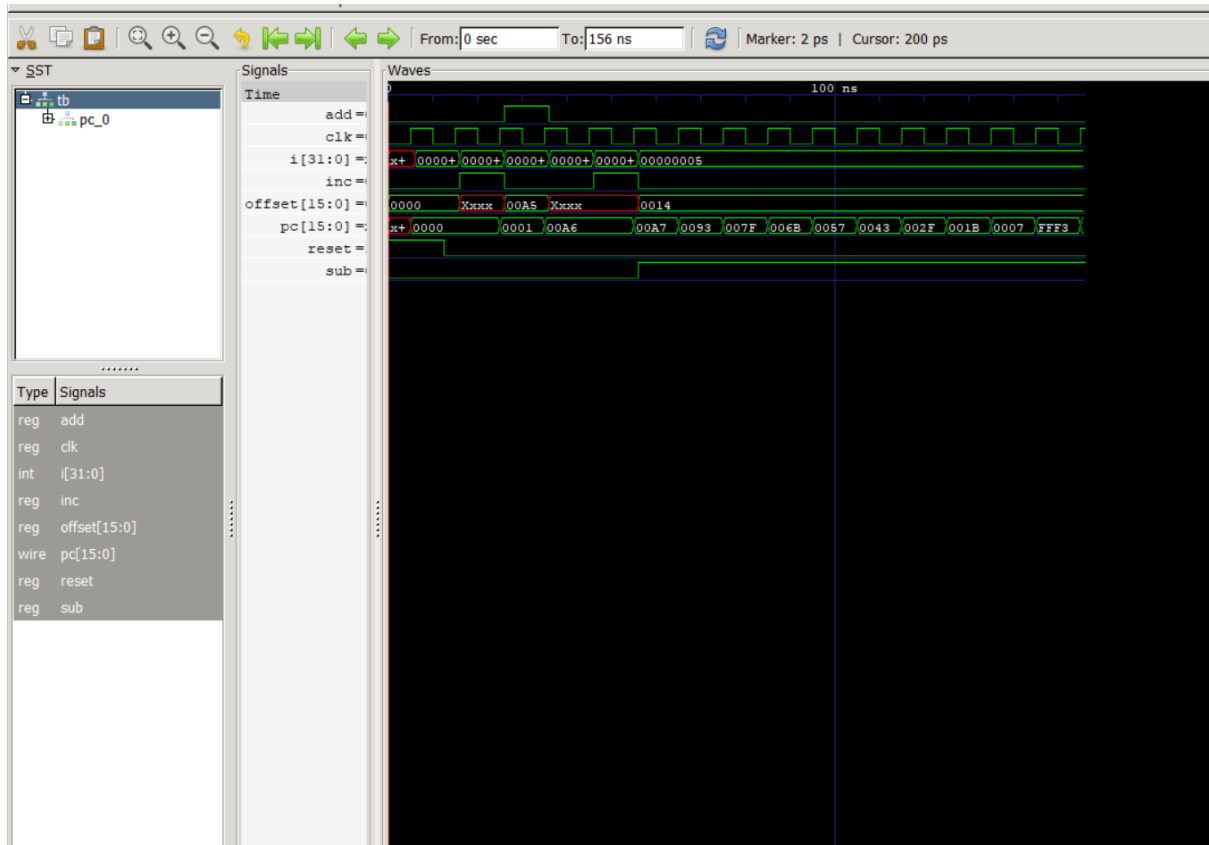 From: 0 sec To: 156 ns Marker: 2 ps | Cursor: 200 ps
SST
tb
pc_0
Type Signals
reg add
reg clk
int i[31:0]
reg inc
reg offset[15:0]
wire pc[15:0]
reg reset
reg sub
Signals
Time
add =
clk =
i[31:0] =
inc =
offset[15:0] =
pc[15:0] =
reset =
sub =
Waves
100 ns
x+ 0000+ 0000+ 0000+ 0000+ 0000+ 00000005
0000 Xxxx 00A5 Xxxx 0014
x+ 0000 0001 00A6 00A7 0093 007F 006B 0057 0043 002F 001B 0007 FFF3